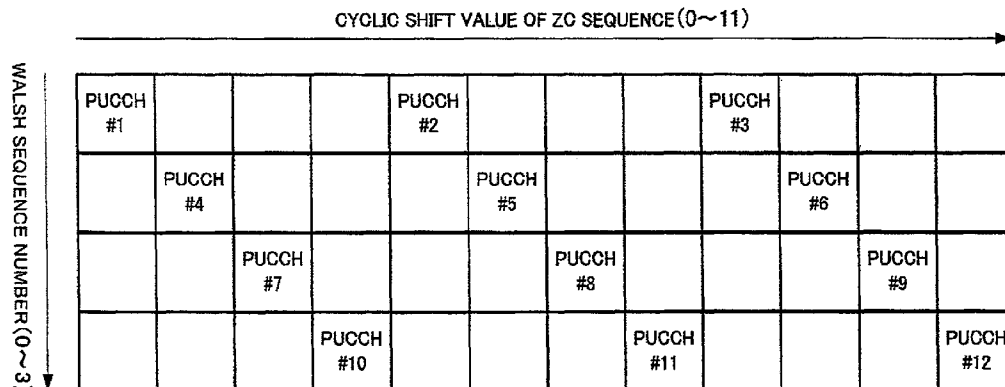 CYCLIC SHIFT VALUE OF ZC SEQUENCE(0～11)
WALSH SEQUENCE NUMBER(0～3)
PUCCH #1
PUCCH #2
PUCCH #3
PUCCH #4
PUCCH #5
PUCCH #6
PUCCH #7
PUCCH #8
PUCCH #9
PUCCH #10
PUCCH #11
PUCCH #12